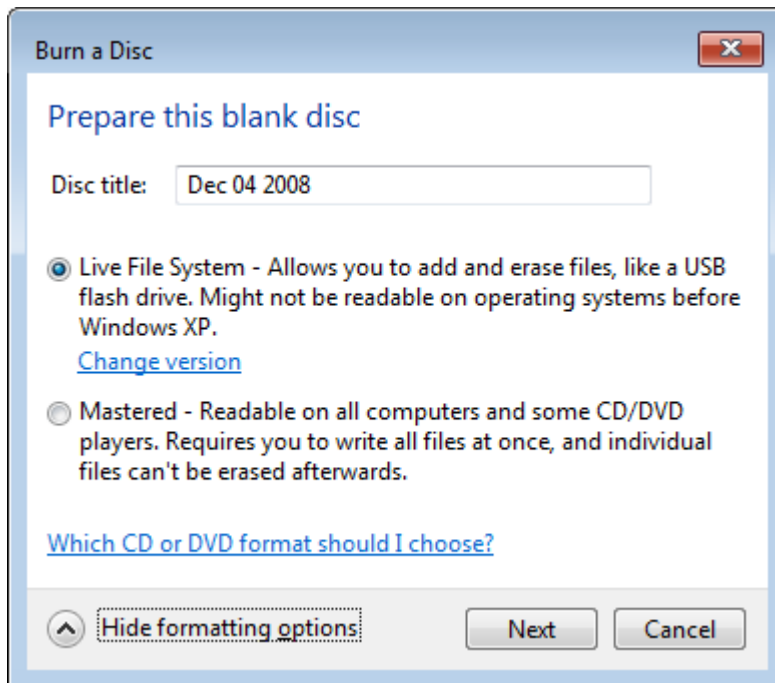 Burn a Disc
Prepare this blank disc
Disc title: Dec 04 2008
Live File System - Allows you to add and erase files, like a USB
flash drive. Might not be readable on operating systems before
Windows XP.
Change version
Mastered - Readable on all computers and some CD/DVD
players. Requires you to write all files at once, and individual
files can't be erased afterwards.
Which CD or DVD format should I choose?
Hide formatting options Next Cancel